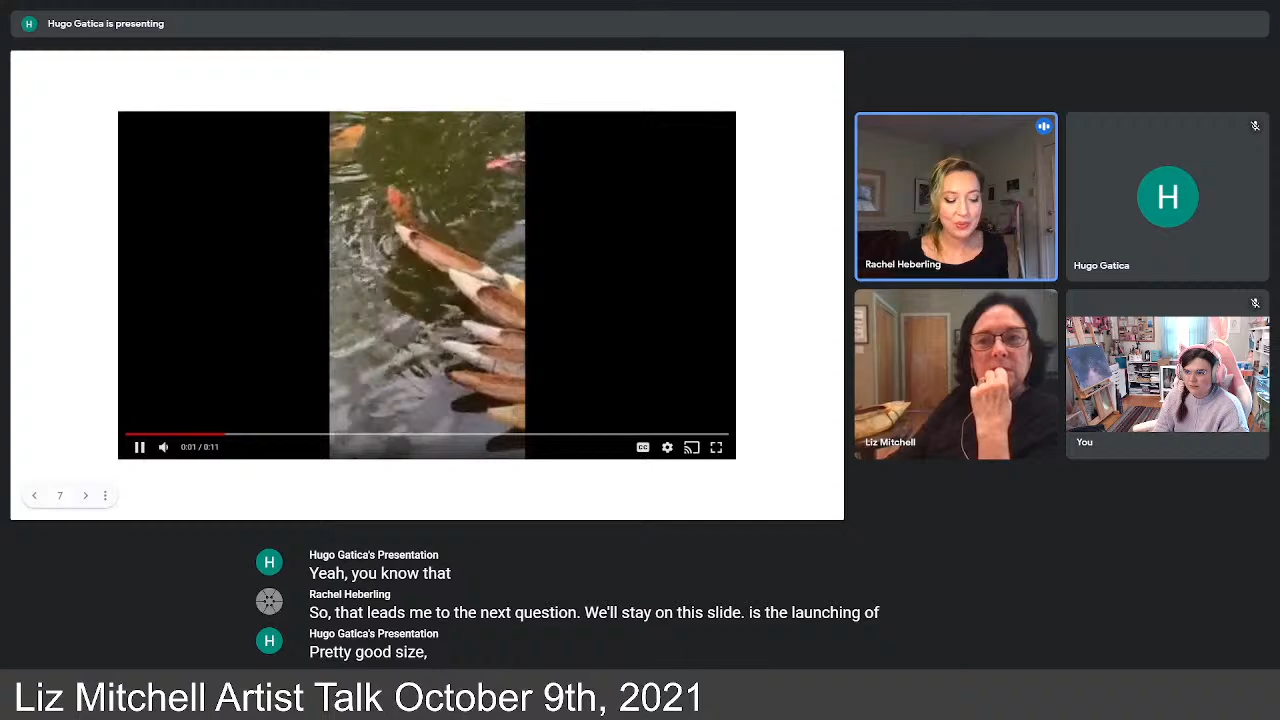 H Hugo Gatica is presenting
0:01 / 0:11
7
Rachel Heberling
H
Hugo Gatica
Liz Mitchell
You
Hugo Gatica's Presentation
H Yeah, you know that
Rachel Heberling
So, that leads me to the next question. We'll stay on this slide. is the launching of
Hugo Gatica's Presentation
H Pretty good size,
Liz Mitchell Artist Talk October 9th, 2021